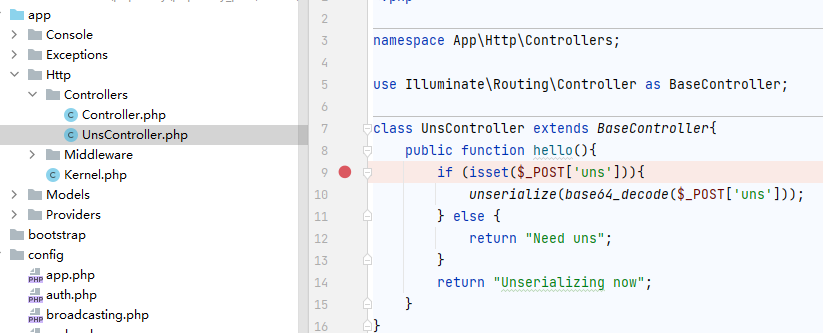 app
Console
Exceptions
Http
Controllers
Controller.php
UnsController.php
Middleware
Kernel.php
Models
Providers
bootstrap
config
app.php
auth.php
broadcasting.php
2
3 namespace App\Http\Controllers;
4
5 use Illuminate\Routing\Controller as BaseController;
6
7 class UnsController extends BaseController{
8 public function hello(){
9 if (isset($_POST['uns'])){
10 unserialize(base64_decode($_POST['uns']));
11 } else {
12 return "Need uns";
13 }
14 return "Unserializing now";
15 }
16 }